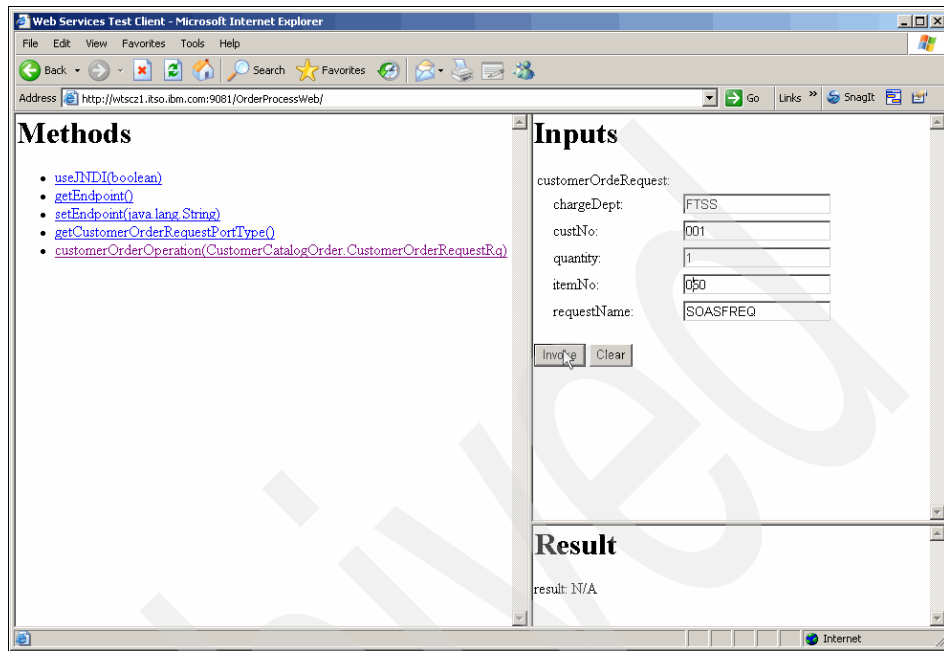 Web Services Test Client - Microsoft Internet Explorer
File Edit View Favorites Tools Help
Back Search Favorites
Address http://wtscz1.itso.ibm.com:9081/OrderProcessWeb/ Go Links » SnagIt
Methods
useJNDI(boolean)
getEndpoint()
setEndpoint(java.lang.String)
getCustomerOrderRequestPortType()
customerOrderOperation(CustomerCatalogOrder.CustomerOrderRequestRq)
Inputs
customerOrdeRequest:
chargeDept: FTSS
custNo: 001
quantity: 1
itemNo: 050
requestName: SOASFREQ
Invoke Clear
Result
result: N/A
Internet